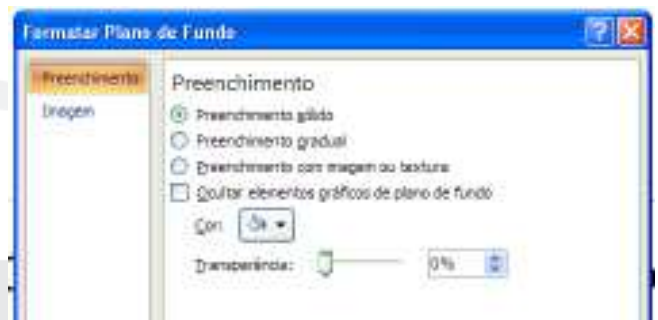 Formatar Plano de Fundo
Preenchimento
Imagem
Preenchimento
Preenchimento sólido
Preenchimento gradual
Preenchimento com imagem ou textura
Ocultar elementos gráficos de plano de fundo
Cor:
Transparência: 0%